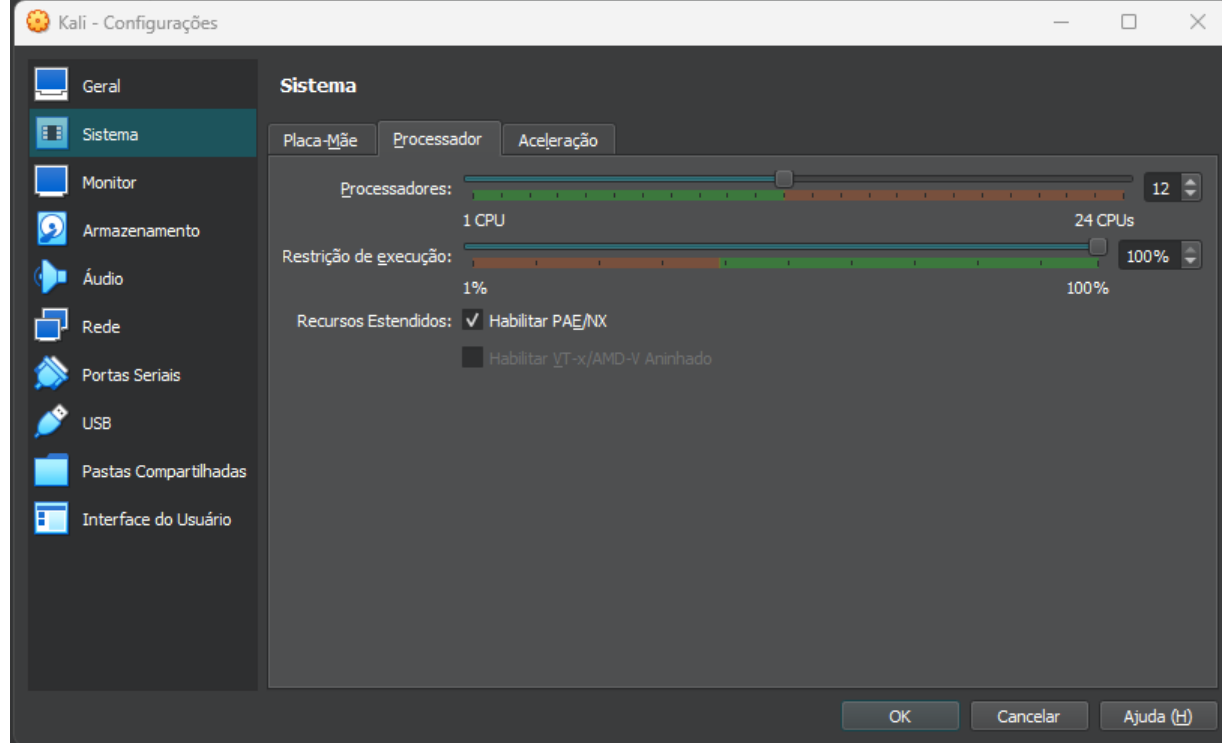 Kali - Configurações
Geral
Sistema
Monitor
Armazenamento
Áudio
Rede
Portas Seriais
USB
Pastas Compartilhadas
Interface do Usuário
Sistema
Placa-Mãe Processador Aceleração
Processadores: 12
1 CPU 24 CPUs
Restrição de execução: 100%
1% 100%
Recursos Estendidos: Habilitar PAE/NX
Habilitar VT-x/AMD-V Aninhado
OK Cancelar Ajuda (H)